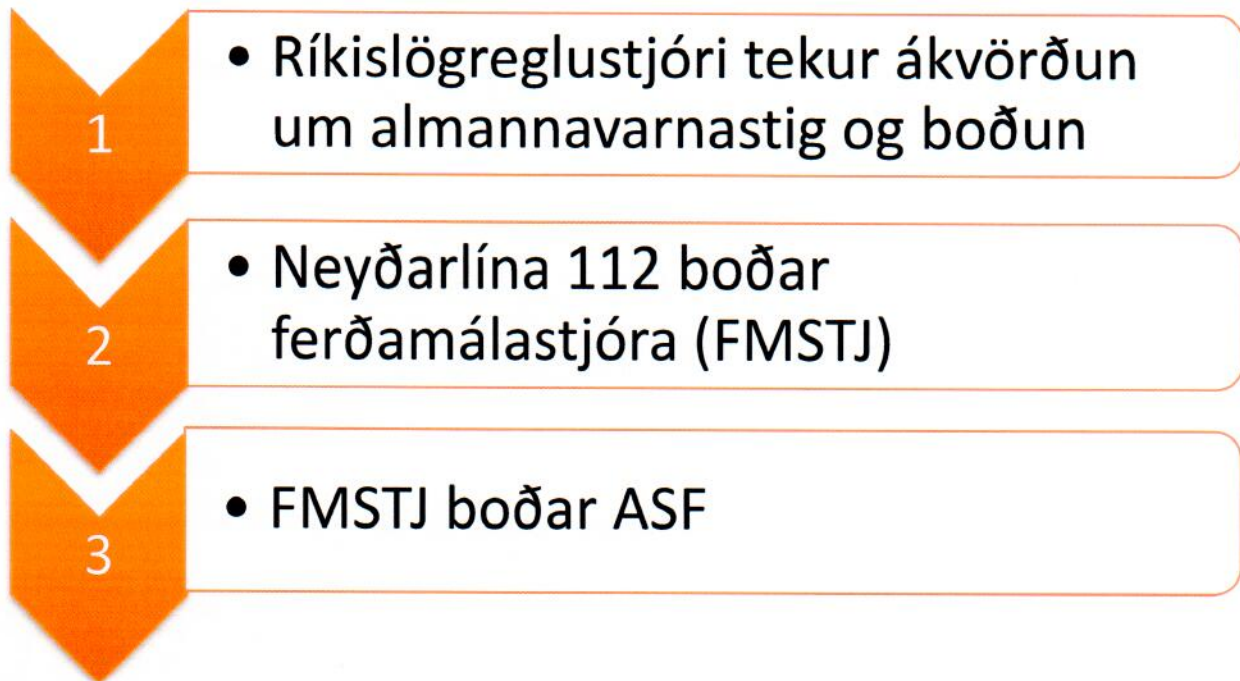 1
• Ríkislögreglustjóri tekur ákvörðun
um almannavarnastig og boðun
2
• Neyðarlína 112 boðar
ferðamálastjóra (FMSTJ)
3
• FMSTJ boðar ASF